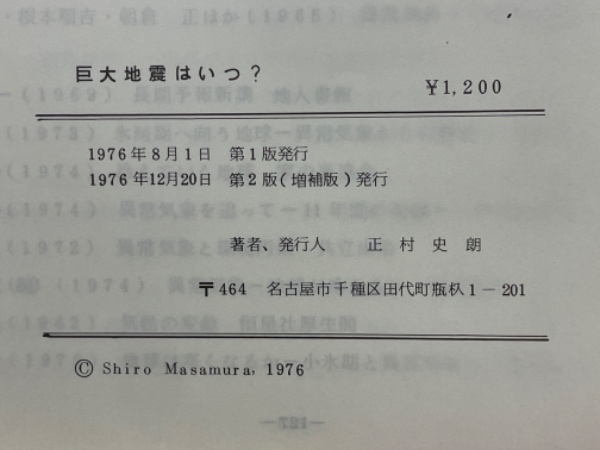 巨大地震はいつ?
¥1,200
1976年8月1日 第1版発行
1976年12月20日 第2版(増補版)発行
著者、発行人 正村史朗
〒464 名古屋市千種区田代町瓶杁1-201
© Shiro Masamura, 1976